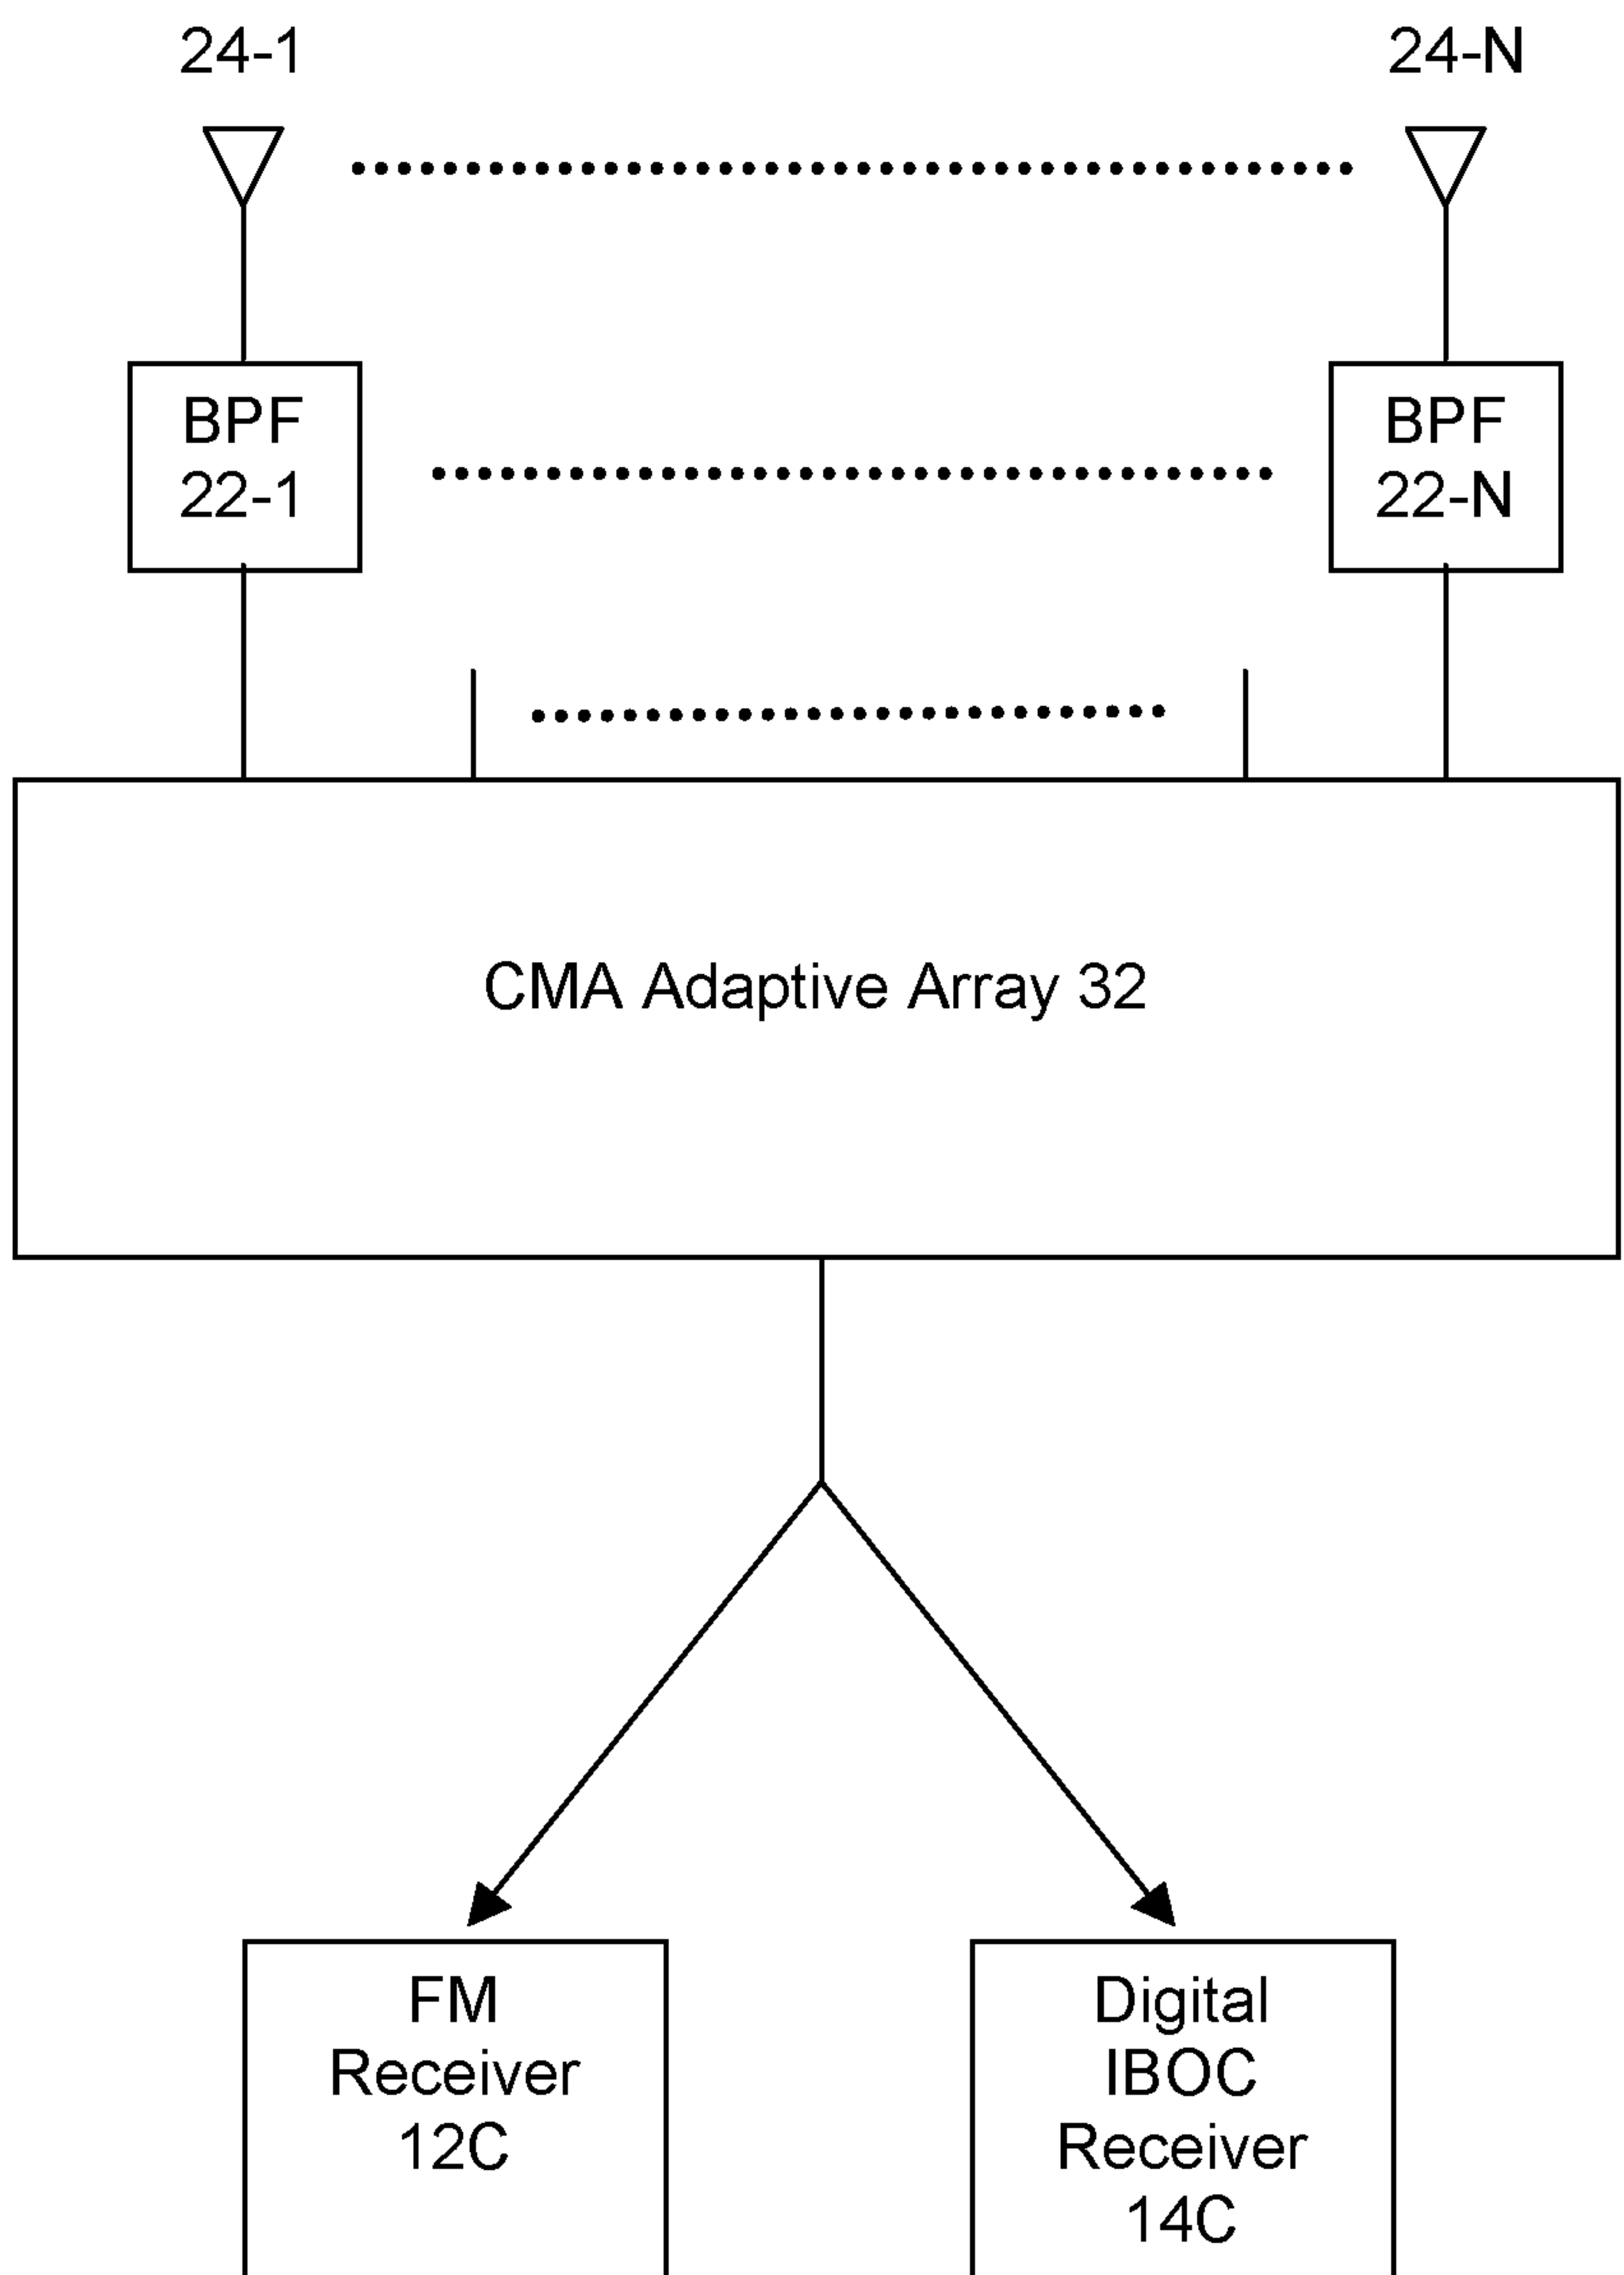 24-1
24-N
BPF
22-1
BPF
22-N
CMA Adaptive Array 32
FM
Receiver
12C
Digital
IBOC
Receiver
14C